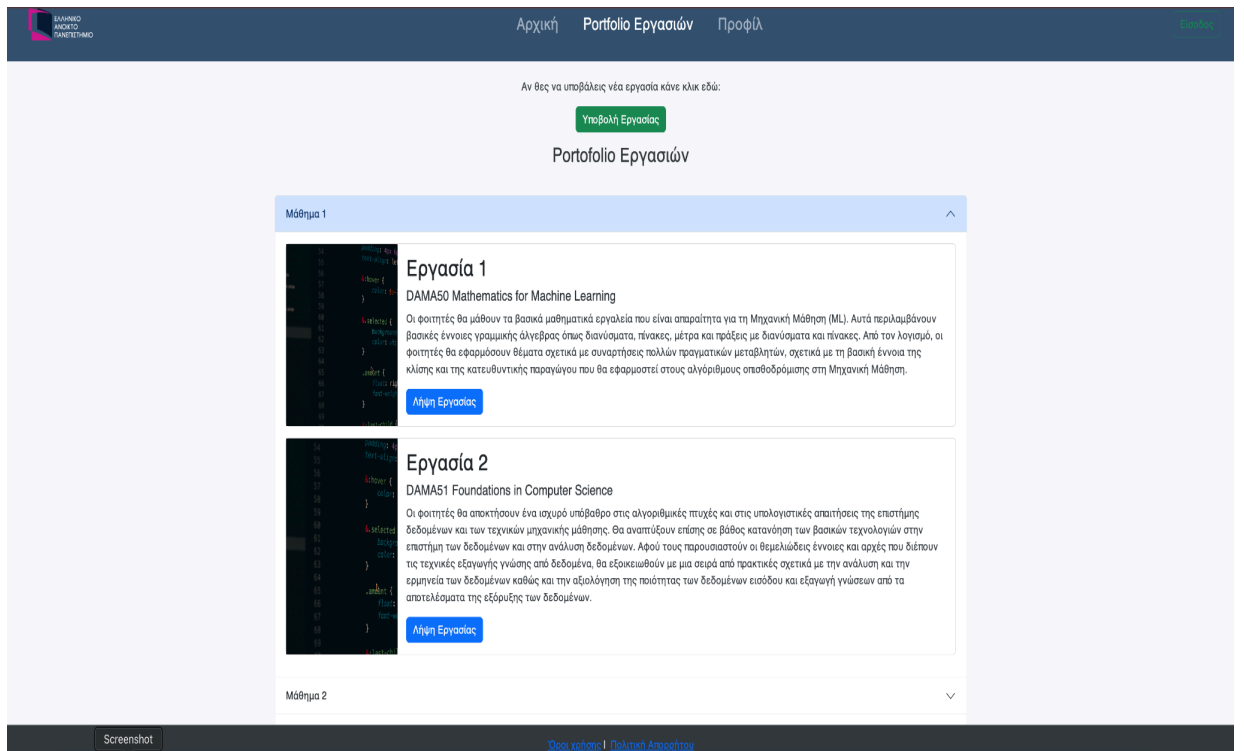 ΕΛΛΗΝΙΚΟ
ΑΝΟΙΚΤΟ
ΠΑΝΕΠΙΣΤΗΜΙΟ
Αρχική Portfolio Εργασιών Προφίλ
Είσοδος
Αν θες να υποβάλεις νέα εργασία κάνε κλικ εδώ:
Υποβολή Εργασίας
Portofolio Εργασιών
Μάθημα 1
Εργασία 1
DAMA50 Mathematics for Machine Learning
Οι φοιτητές θα μάθουν τα βασικά μαθηματικά εργαλεία που είναι απαραίτητα για τη Μηχανική Μάθηση (ML). Αυτά περιλαμβάνουν
βασικές έννοιες γραμμικής άλγεβρας όπως διανύσματα, πίνακες, μέτρα και πράξεις με διανύσματα και πίνακες. Από τον λογισμό, οι
φοιτητές θα εφαρμόσουν θέματα σχετικά με συναρτήσεις πολλών πραγματικών μεταβλητών, σχετικά με τη βασική έννοια της
κλίσης και της κατευθυντικής παραγώγου που θα εφαρμοστεί στους αλγόριθμους οπισθοδρόμισης στη Μηχανική Μάθηση.
Λήψη Εργασίας
Εργασία 2
DAMA51 Foundations in Computer Science
Οι φοιτητές θα αποκτήσουν ένα ισχυρό υπόβαθρο στις αλγοριθμικές πτυχές και στις υπολογιστικές απαιτήσεις της επιστήμης
δεδομένων και των τεχνικών μηχανικής μάθησης. Θα αναπτύξουν επίσης σε βάθος κατανόηση των βασικών τεχνολογιών στην
επιστήμη των δεδομένων και στην ανάλυση δεδομένων. Αφού τους παρουσιαστούν οι θεμελιώδεις έννοιες και αρχές που διέπουν
τις τεχνικές εξαγωγής γνώσης από δεδομένα, θα εξοικειωθούν με μια σειρά από πρακτικές σχετικά με την ανάλυση και την
ερμηνεία των δεδομένων καθώς και την αξιολόγηση της ποιότητας των δεδομένων εισόδου και εξαγωγή γνώσεων από τα
αποτελέσματα της εξόρυξης των δεδομένων.
Λήψη Εργασίας
Μάθημα 2
Screenshot
Όροι χρήσης | Πολιτική Απορρήτου